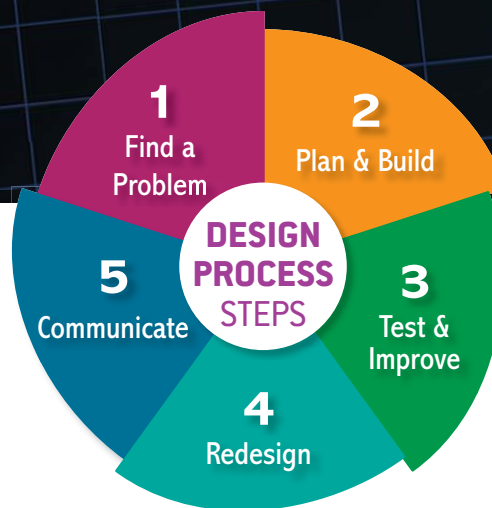 1
Find a
Problem
2
Plan & Build
3
Test &
Improve
4
Redesign
5
Communicate
DESIGN
PROCESS
STEPS